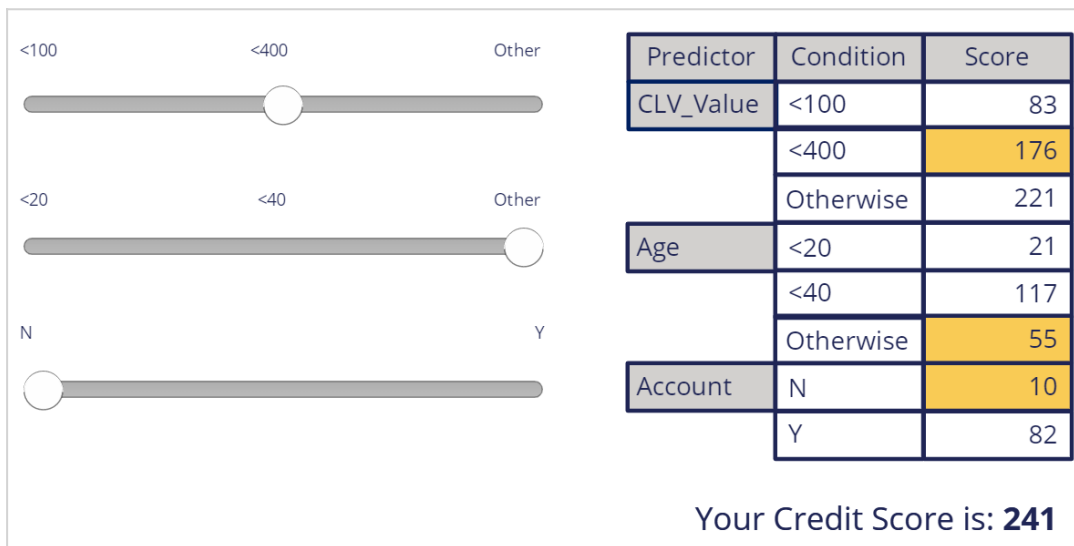 <100 <400 Other
<20 <40 Other
N Y
Predictor Condition Score
CLV_Value <100 83
<400 176
Otherwise 221
Age <20 21
<40 117
Otherwise 55
Account N 10
Y 82
Your Credit Score is: 241